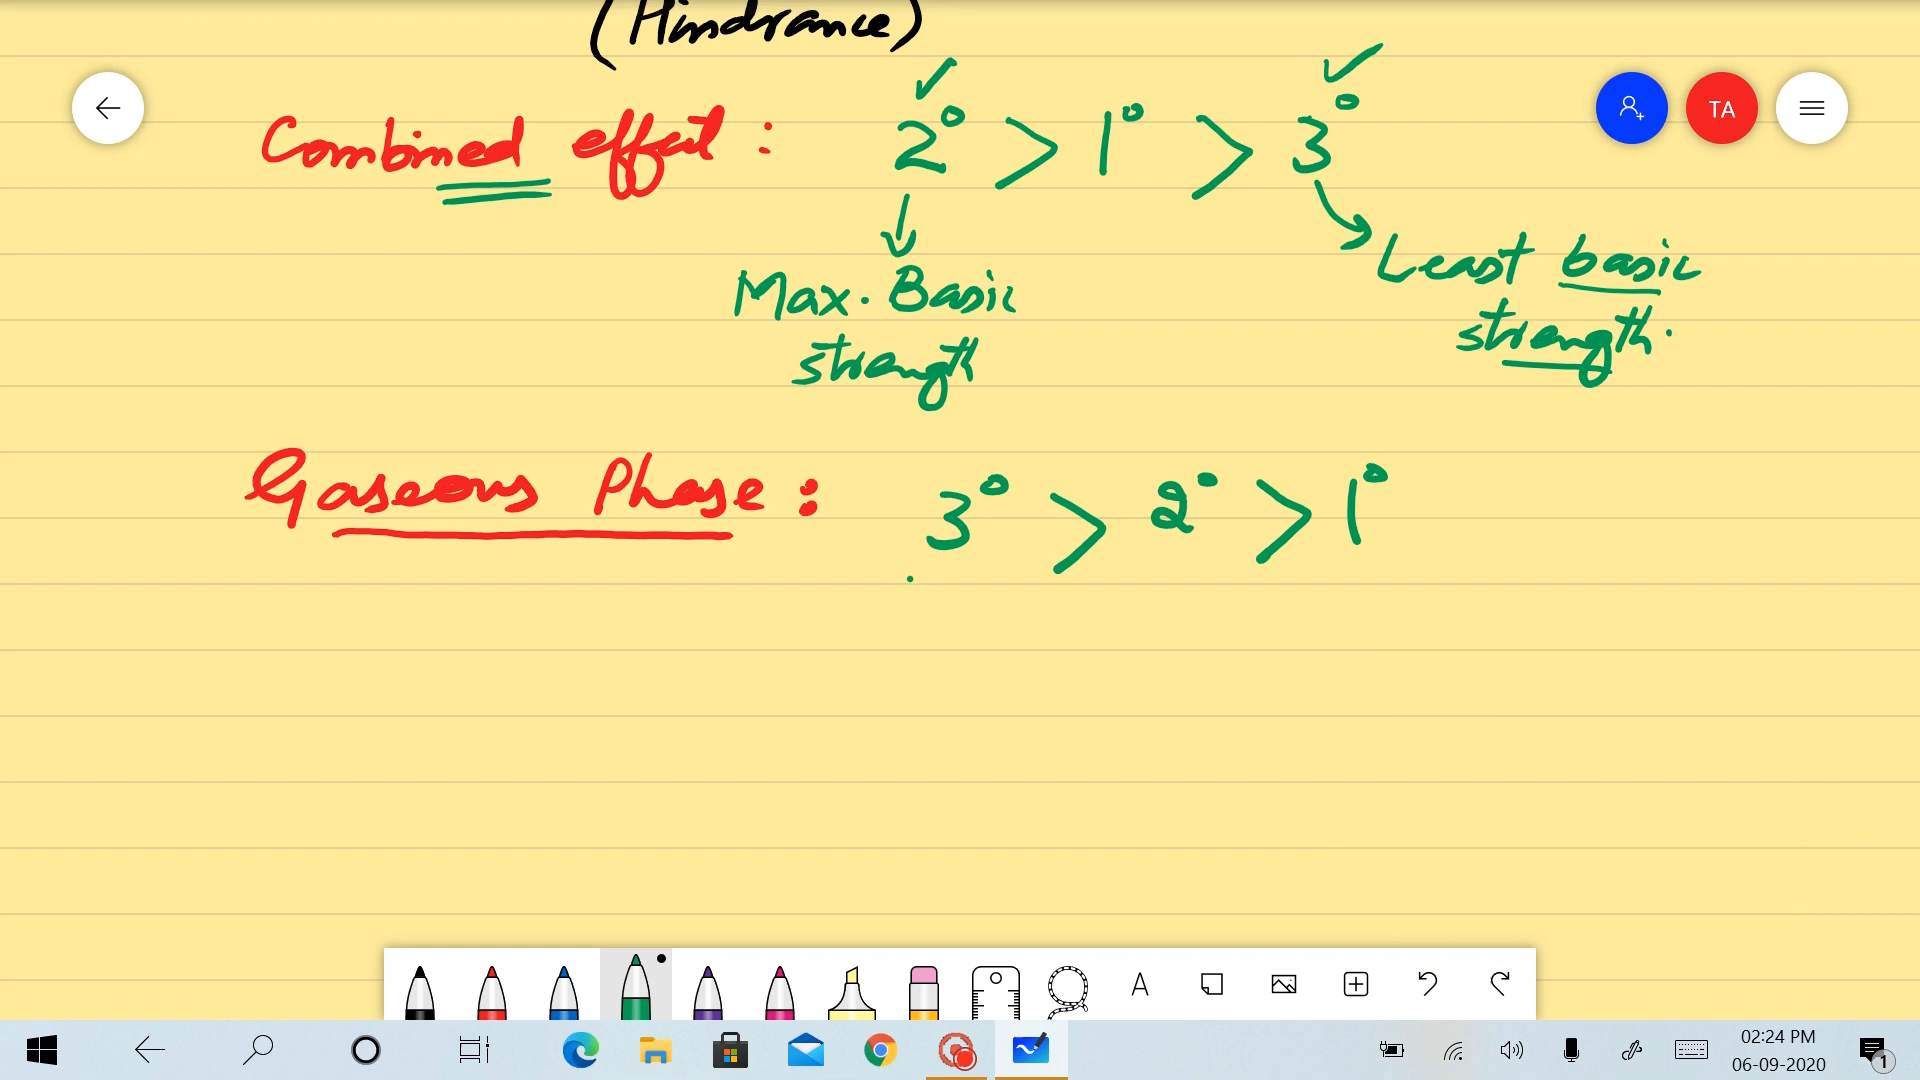 (Hindrance)
Combined effect : 2° > 1° > 3°
Max. Basic strength
Least basic strength.
Gaseous Phase : 3° > 2° > 1°
TA
A
02:24 PM
06-09-2020
1